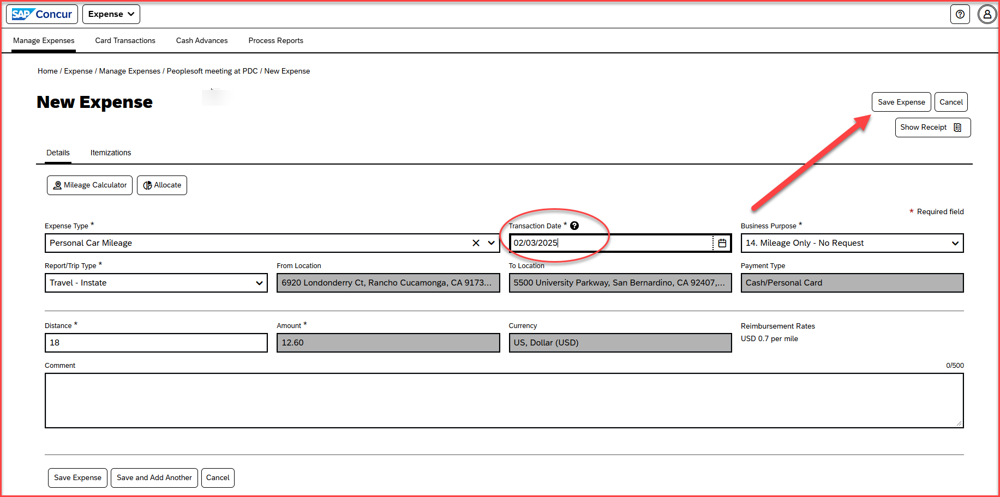 SAP Concur Expense
Manage Expenses Card Transactions Cash Advances Process Reports
Home / Expense / Manage Expenses / Peoplesoft meeting at PDC / New Expense
New Expense
Save Expense Cancel
Show Receipt
Details Itemizations
Mileage Calculator Allocate
* Required field
Expense Type * Transaction Date * Business Purpose *
Personal Car Mileage 02/03/2025 14. Mileage Only - No Request
Report/Trip Type * From Location To Location Payment Type
Travel - Instate 6920 Londonderry Ct, Rancho Cucamonga, CA 9173... 5500 University Parkway, San Bernardino, CA 92407,... Cash/Personal Card
Distance * Amount * Currency Reimbursement Rates
18 12.60 US, Dollar (USD) USD 0.7 per mile
Comment 0/500
Save Expense Save and Add Another Cancel